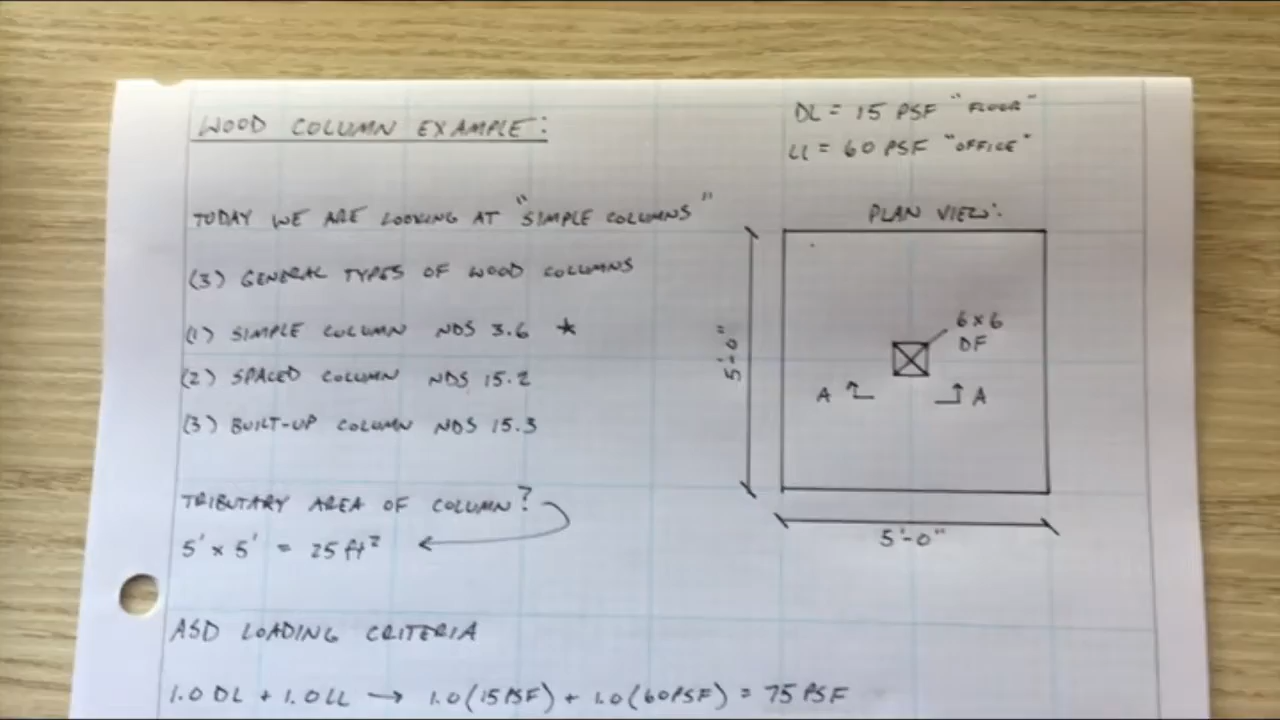 WOOD COLUMN EXAMPLE:
DL = 15 PSF "FLOOR"
LL = 60 PSF "OFFICE"
TODAY WE ARE LOOKING AT "SIMPLE COLUMNS"
(3) GENERAL TYPES OF WOOD COLUMNS
(1) SIMPLE COLUMN NDS 3.6 ★
(2) SPACED COLUMN NDS 15.2
(3) BUILT-UP COLUMN NDS 15.3
TRIBUTARY AREA OF COLUMN?
5' × 5' = 25 ft²
PLAN VIEW:
5'-0"
6×6
DF
A A
5'-0"
ASD LOADING CRITERIA
1.0 DL + 1.0 LL → 1.0(15PSF) + 1.0(60PSF) = 75 PSF